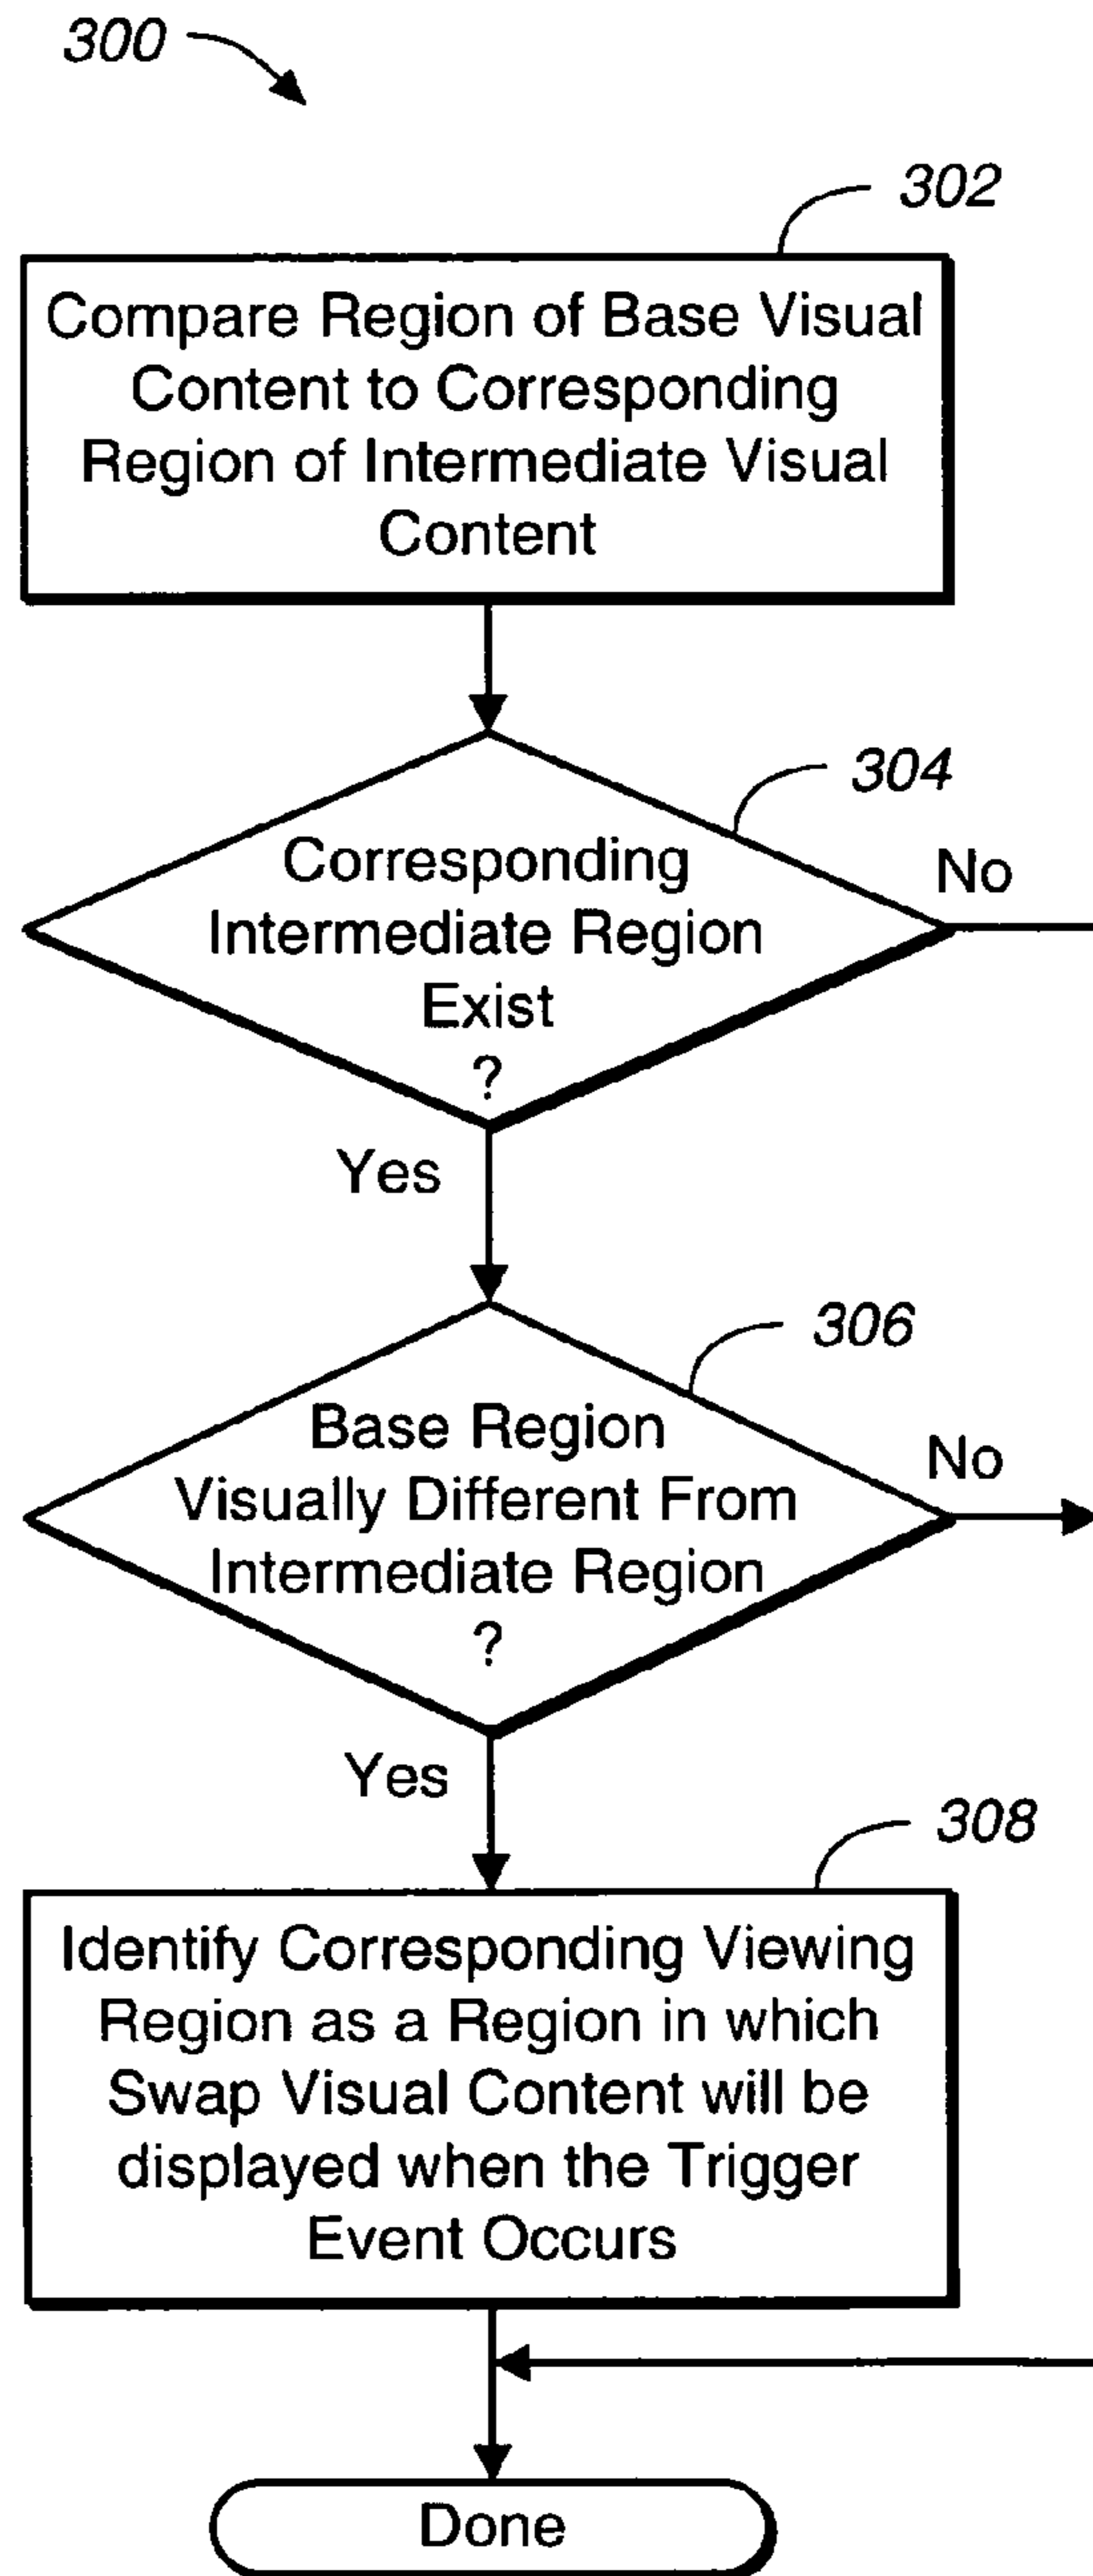 300
302
Compare Region of Base Visual
Content to Corresponding
Region of Intermediate Visual
Content
304
Corresponding
Intermediate Region
Exist
?
No
Yes
306
Base Region
Visually Different From
Intermediate Region
?
No
Yes
308
Identify Corresponding Viewing
Region as a Region in which
Swap Visual Content will be
displayed when the Trigger
Event Occurs
Done